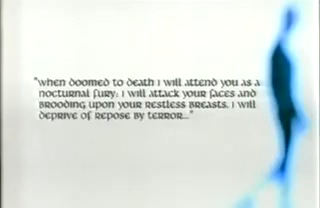 "When doomed to death I will attend you as a
nocturnal fury; I will attack your faces and
brooding upon your restless breasts, I will
deprive of repose by terror..."